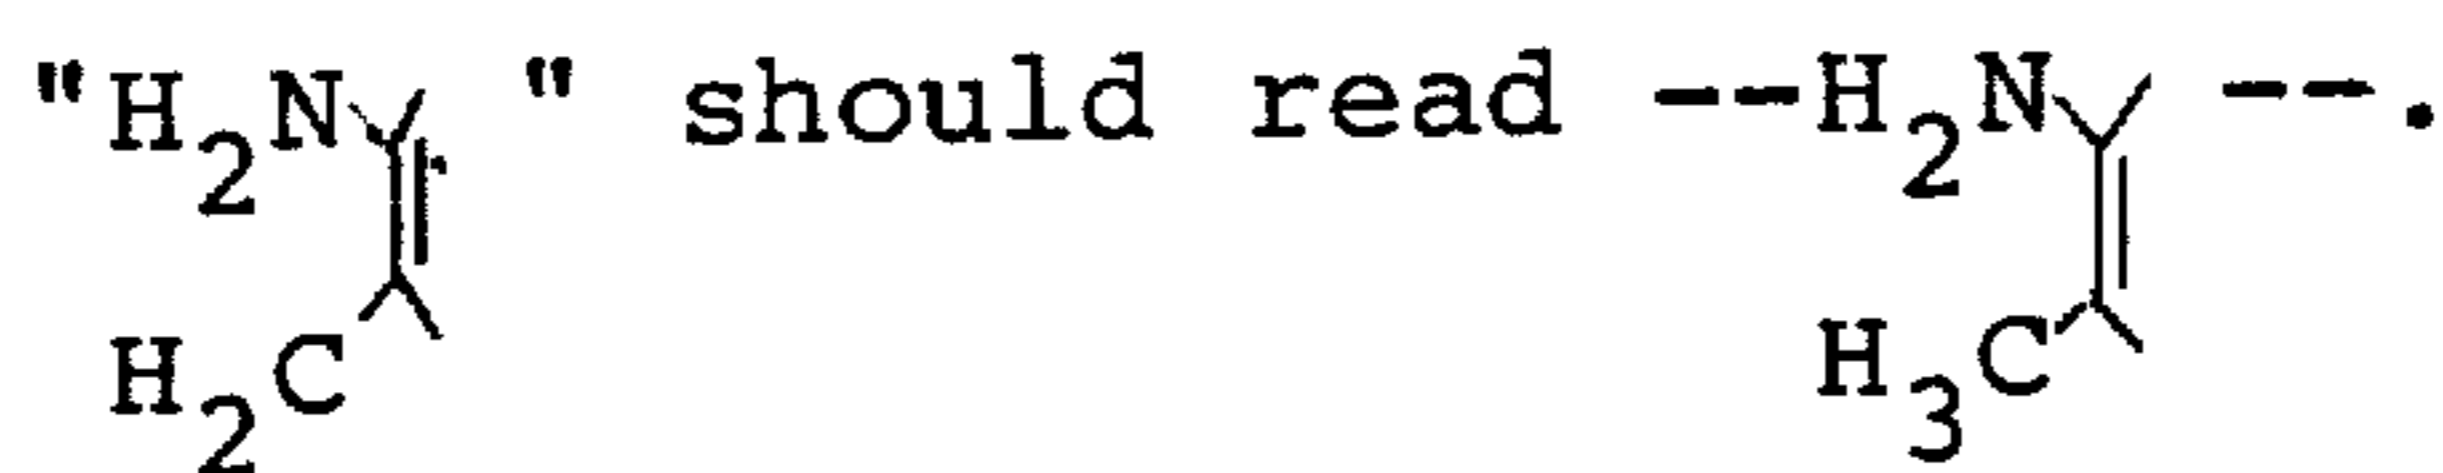 "H₂N " should read --H₂N --.
H₂C H₃C